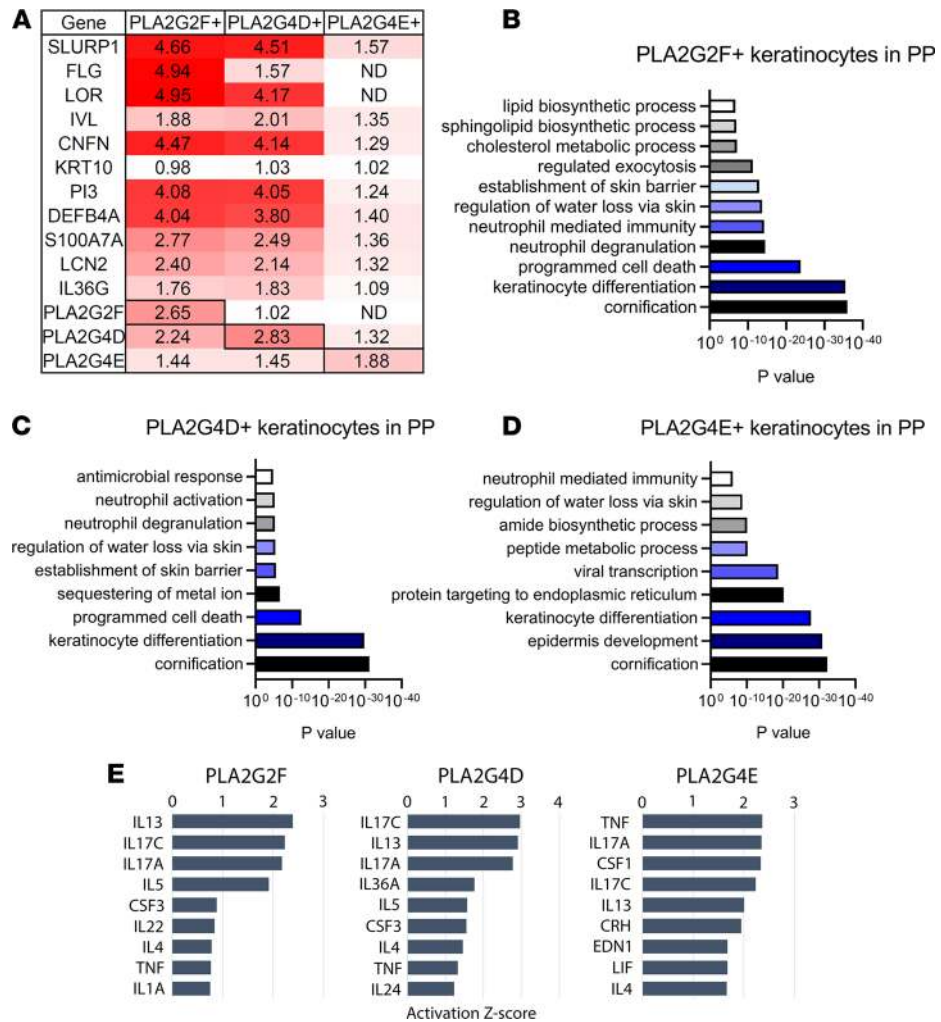 A
Gene PLA2G2F+ PLA2G4D+ PLA2G4E+
SLURP1 4.66 4.51 1.57
FLG 4.94 1.57 ND
LOR 4.95 4.17 ND
IVL 1.88 2.01 1.35
CNFN 4.47 4.14 1.29
KRT10 0.98 1.03 1.02
PI3 4.08 4.05 1.24
DEFB4A 4.04 3.80 1.40
S100A7A 2.77 2.49 1.36
LCN2 2.40 2.14 1.32
IL36G 1.76 1.83 1.09
PLA2G2F 2.65 1.02 ND
PLA2G4D 2.24 2.83 1.32
PLA2G4E 1.44 1.45 1.88
B
PLA2G2F+ keratinocytes in PP
lipid biosynthetic process
sphingolipid biosynthetic process
cholesterol metabolic process
regulated exocytosis
establishment of skin barrier
regulation of water loss via skin
neutrophil mediated immunity
neutrophil degranulation
programmed cell death
keratinocyte differentiation
cornification
10⁰ 10⁻¹⁰ 10⁻²⁰ 10⁻³⁰ 10⁻⁴⁰
P value
C
PLA2G4D+ keratinocytes in PP
antimicrobial response
neutrophil activation
neutrophil degranulation
regulation of water loss via skin
establishment of skin barrier
sequestering of metal ion
programmed cell death
keratinocyte differentiation
cornification
10⁰ 10⁻¹⁰ 10⁻²⁰ 10⁻³⁰ 10⁻⁴⁰
P value
D
PLA2G4E+ keratinocytes in PP
neutrophil mediated immunity
regulation of water loss via skin
amide biosynthetic process
peptide metabolic process
viral transcription
protein targeting to endoplasmic reticulum
keratinocyte differentiation
epidermis development
cornification
10⁰ 10⁻¹⁰ 10⁻²⁰ 10⁻³⁰ 10⁻⁴⁰
P value
E
PLA2G2F
0 1 2 3
IL13
IL17C
IL17A
IL5
CSF3
IL22
IL4
TNF
IL1A
PLA2G4D
0 1 2 3 4
IL17C
IL13
IL17A
IL36A
IL5
CSF3
IL4
TNF
IL24
Activation Z-score
PLA2G4E
0 1 2 3
TNF
IL17A
CSF1
IL17C
IL13
CRH
EDN1
LIF
IL4